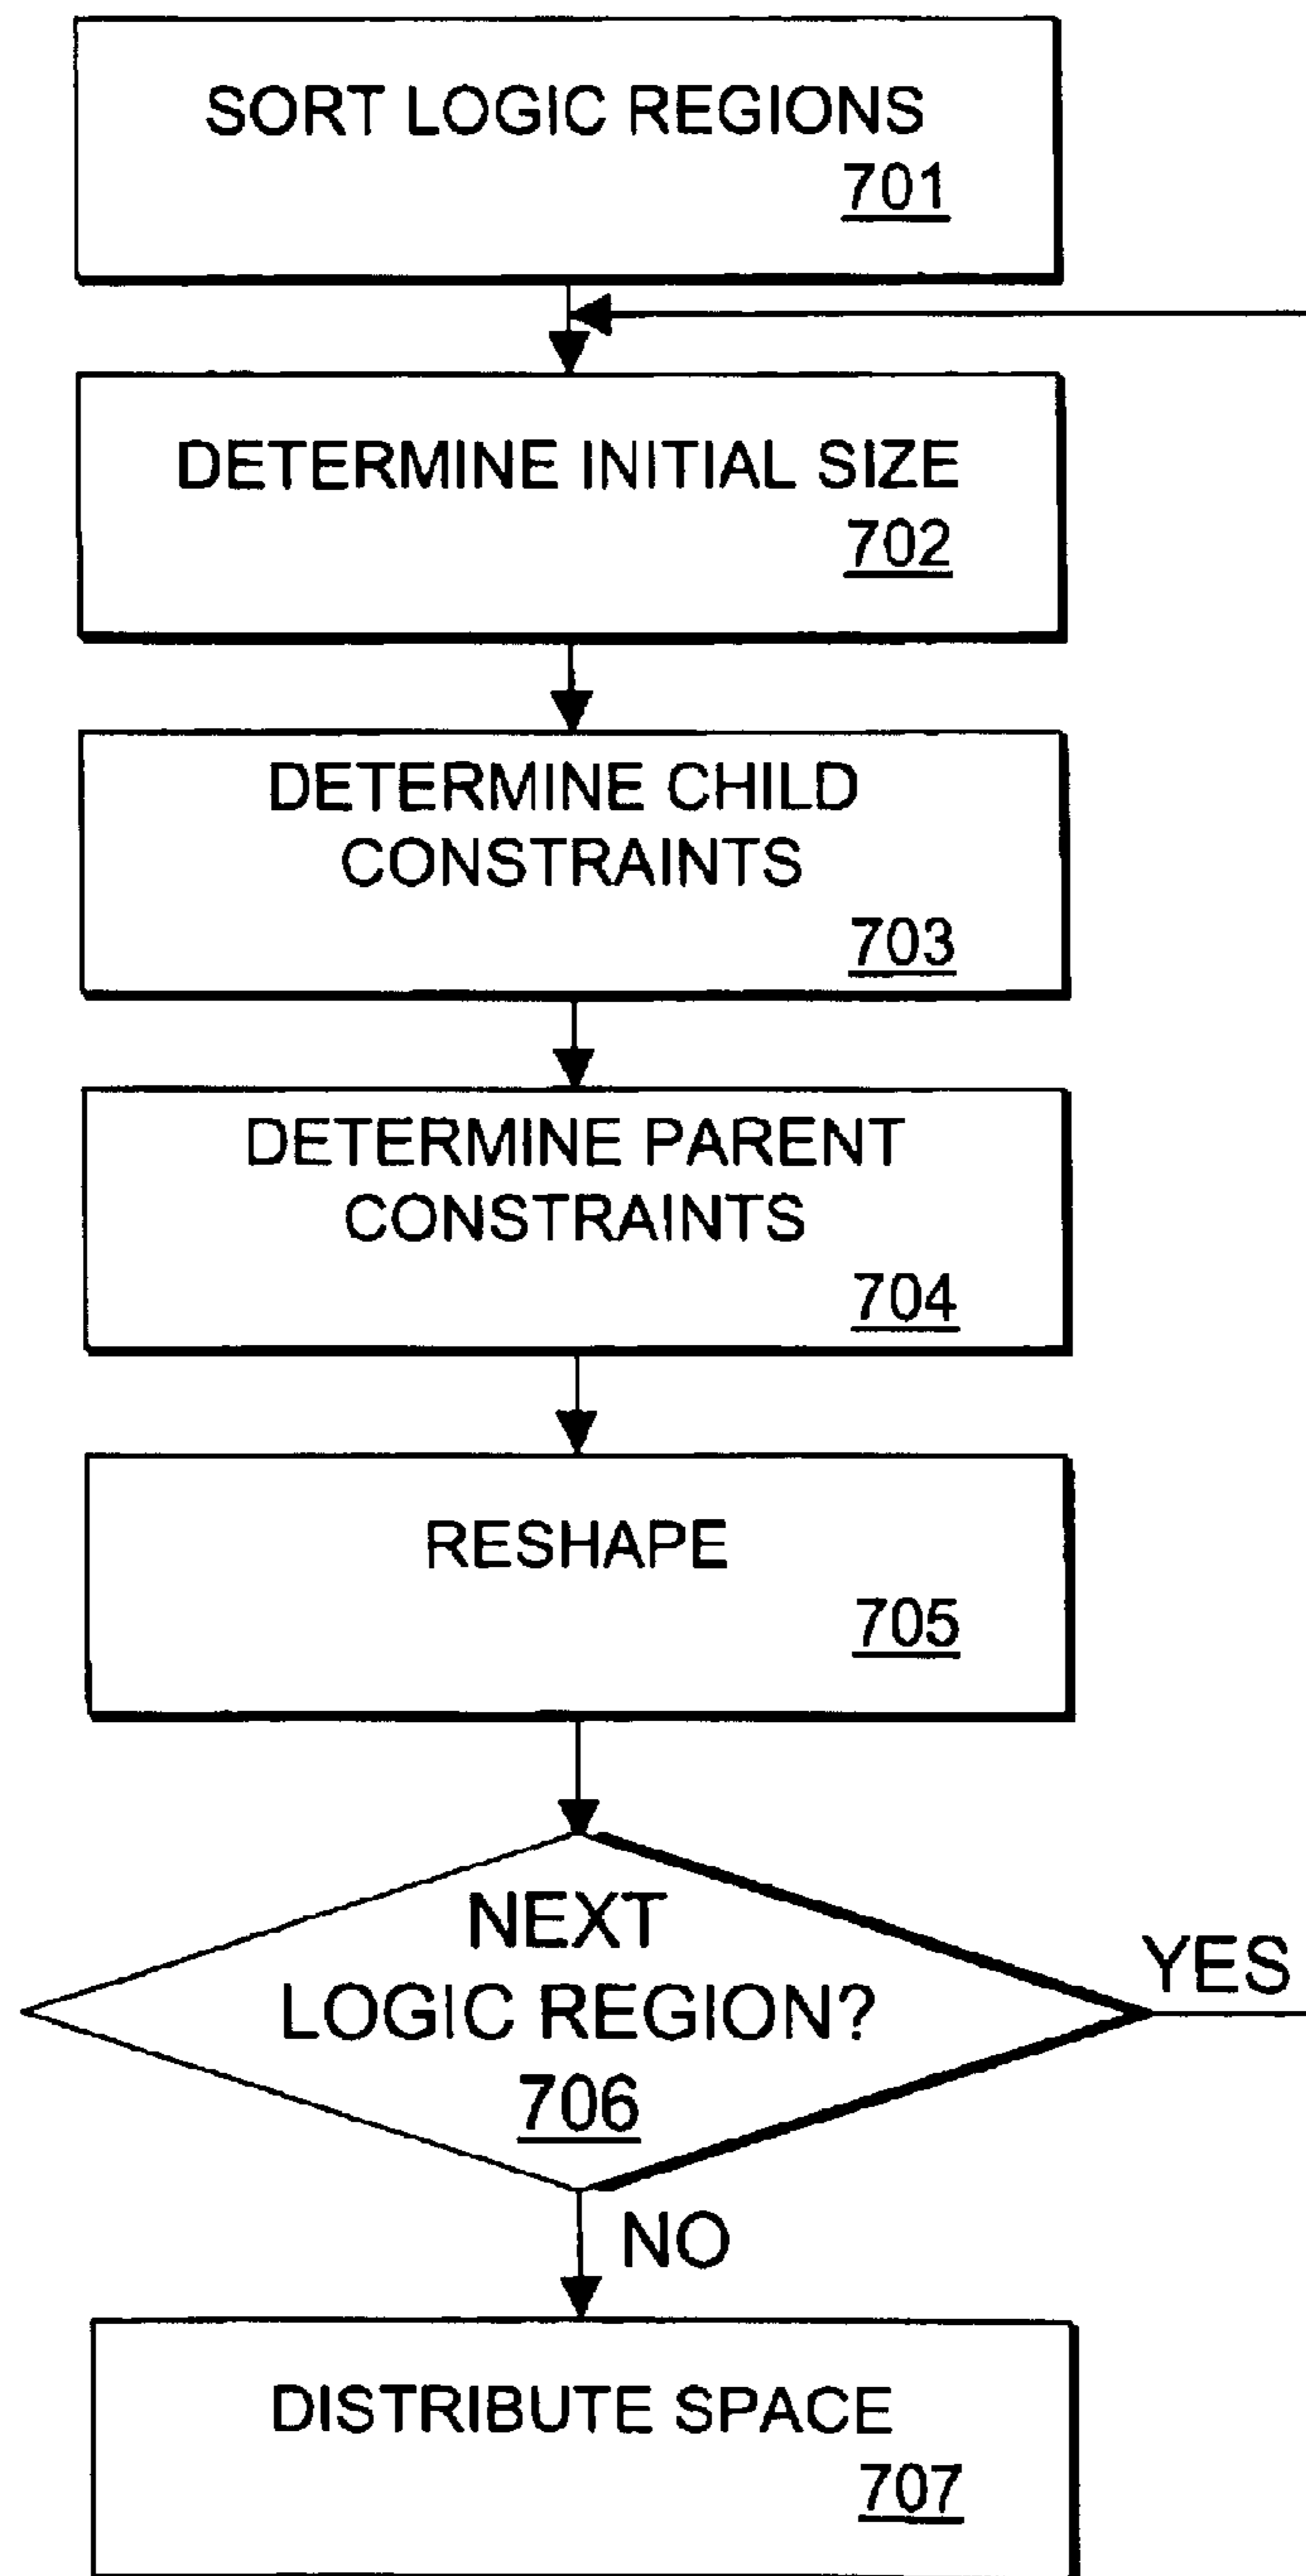 SORT LOGIC REGIONS
701
DETERMINE INITIAL SIZE
702
DETERMINE CHILD
CONSTRAINTS
703
DETERMINE PARENT
CONSTRAINTS
704
RESHAPE
705
NEXT
LOGIC REGION?
706
YES
NO
DISTRIBUTE SPACE
707